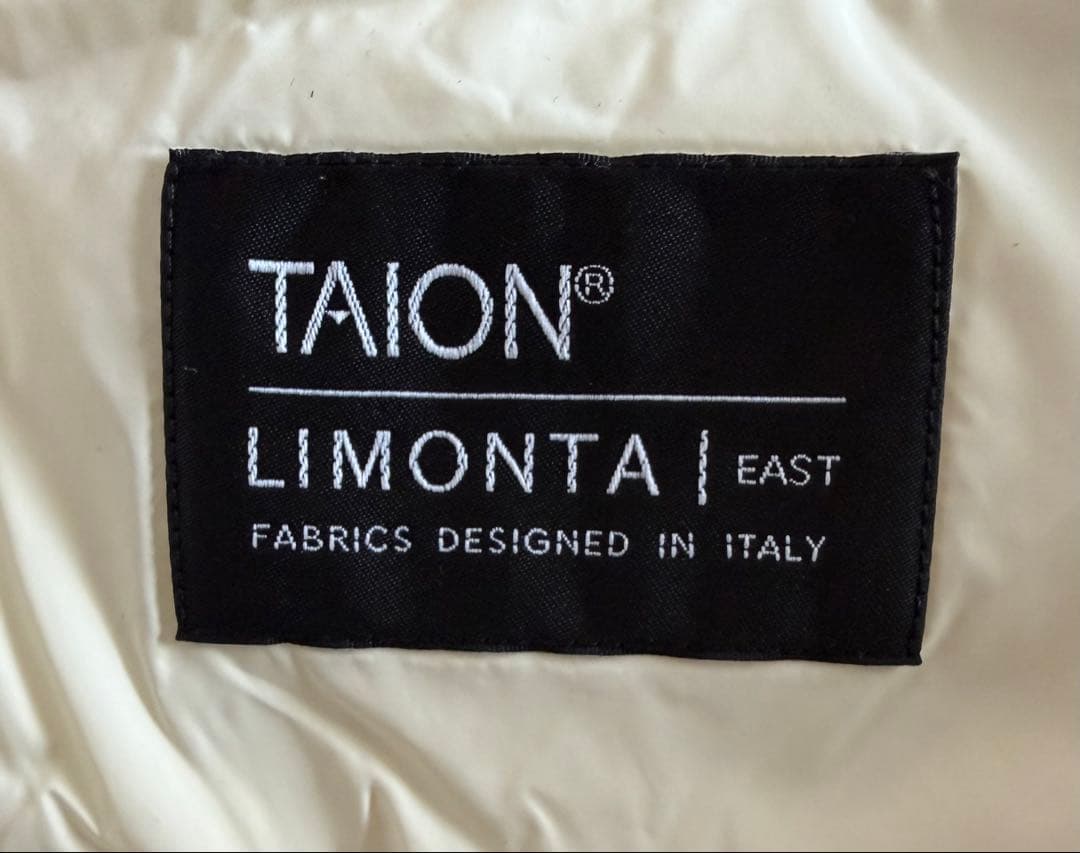 TAION®
LIMONTA | EAST
FABRICS DESIGNED IN ITALY